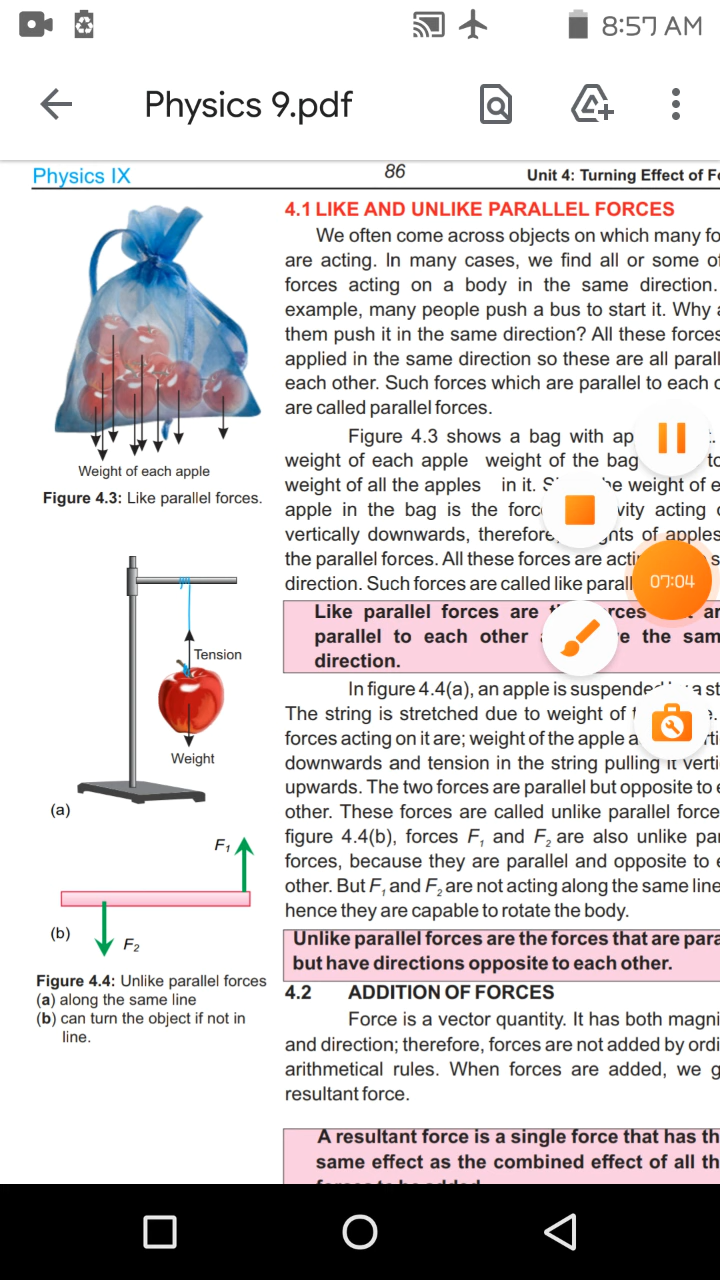 8:57 AM
Physics 9.pdf
Physics IX
86
Unit 4: Turning Effect of
4.1 LIKE AND UNLIKE PARALLEL FORCES
We often come across objects on which many
are acting. In many cases, we find all or some
forces acting on a body in the same direction.
example, many people push a bus to start it. Why
them push it in the same direction? All these forces
applied in the same direction so these are all
each other. Such forces which are parallel to each
are called parallel forces.
Weight of each apple
Figure 4.3: Like parallel forces.
Figure 4.3 shows a bag with
weight of each apple weight of the bag
weight of all the apples in it. weight of
apple in the bag is the acting
vertically downwards, of apples
the parallel forces. All these forces are
direction. Such forces are called like
07:04
Like parallel forces are
parallel to each other the
direction.
Tension
Weight
(a)
F1
(b)
F2
Figure 4.4: Unlike parallel forces
(a) along the same line
(b) can turn the object if not in
line.
In figure 4.4(a), an apple is
The string is stretched due to weight of
forces acting on it are; weight of the apple
downwards and tension in the string pulling it
upwards. The two forces are parallel but opposite to
other. These forces are called unlike parallel
figure 4.4(b), forces F1 and F2 are also unlike
forces, because they are parallel and opposite to
other. But F1 and F2 are not acting along the same line
hence they are capable to rotate the body.
Unlike parallel forces are the forces that are
but have directions opposite to each other.
4.2 ADDITION OF FORCES
Force is a vector quantity. It has both
and direction; therefore, forces are not added by
arithmetical rules. When forces are added, we
resultant force.
A resultant force is a single force that has
same effect as the combined effect of all